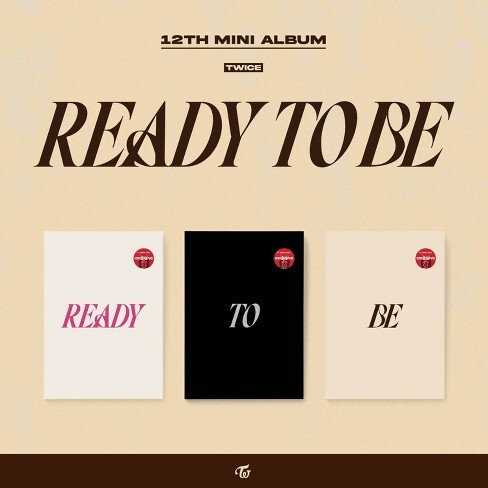 12TH MINI ALBUM
TWICE
READY TO BE
READY
TO
BE